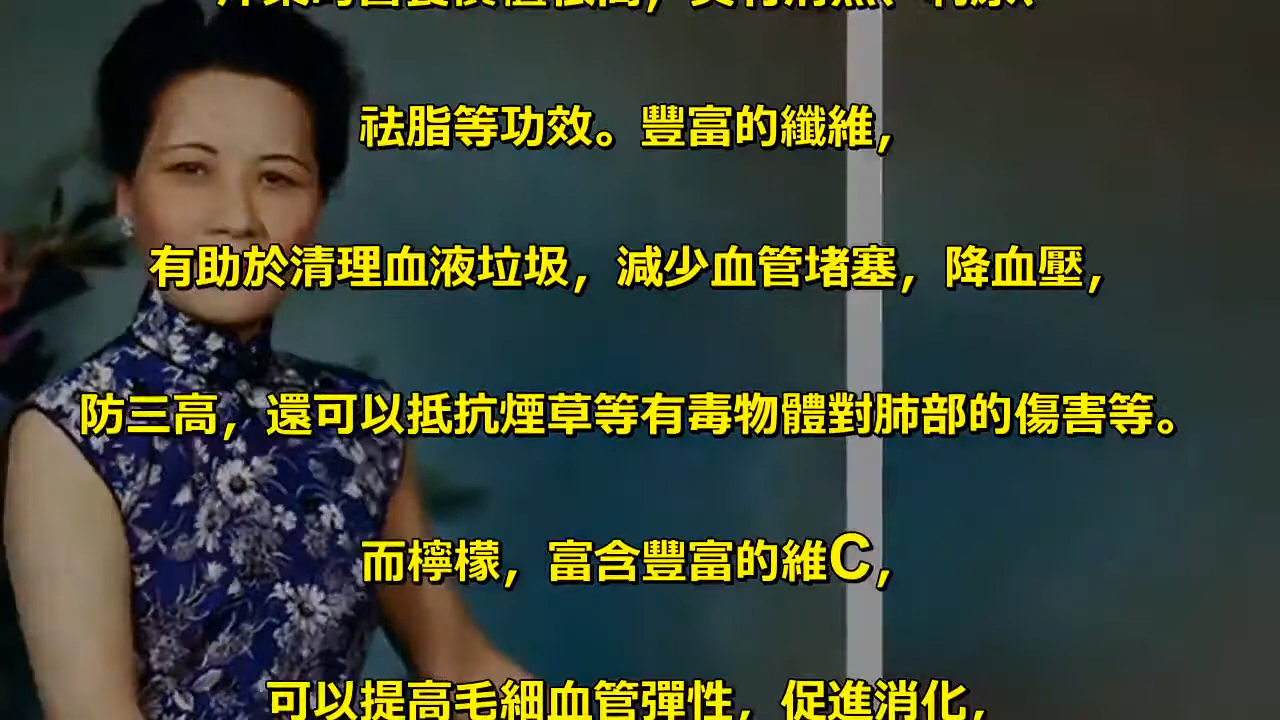 祛脂等功效。豐富的纖維，
有助於清理血液垃圾，減少血管堵塞，降血壓，
防三高，還可以抵抗煙草等有毒物體對肺部的傷害等。
而檸檬，富含豐富的維C，
可以提高毛細血管彈性，促進消化，